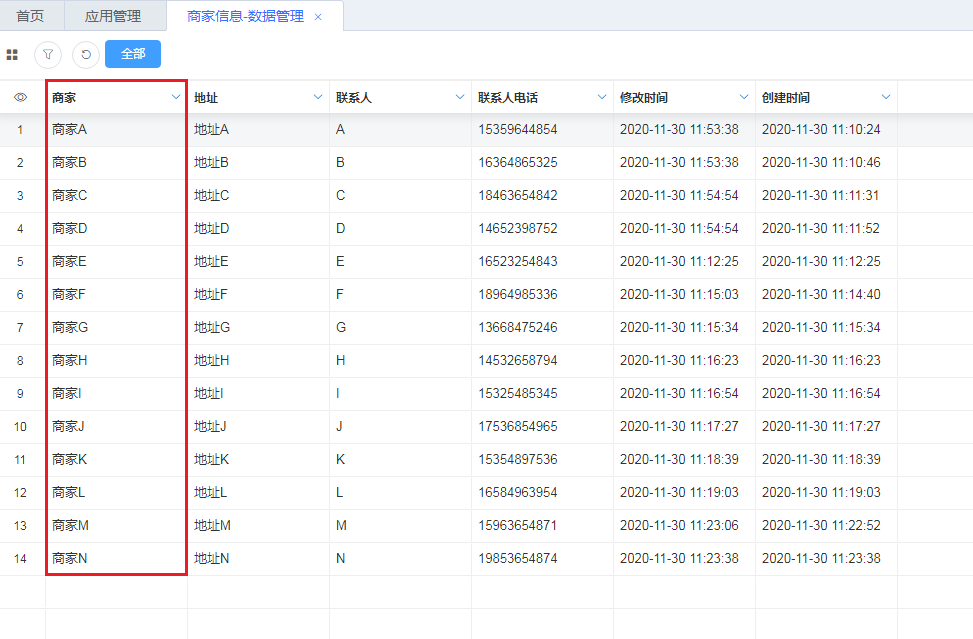 首页 应用管理 商家信息-数据管理 ×
全部
商家 地址 联系人 联系人电话 修改时间 创建时间
1 商家A 地址A A 15359644854 2020-11-30 11:53:38 2020-11-30 11:10:24
2 商家B 地址B B 16364865325 2020-11-30 11:53:38 2020-11-30 11:10:46
3 商家C 地址C C 18463654842 2020-11-30 11:54:54 2020-11-30 11:11:31
4 商家D 地址D D 14652398752 2020-11-30 11:54:54 2020-11-30 11:11:52
5 商家E 地址E E 16523254843 2020-11-30 11:12:25 2020-11-30 11:12:25
6 商家F 地址F F 18964985336 2020-11-30 11:15:03 2020-11-30 11:14:40
7 商家G 地址G G 13668475246 2020-11-30 11:15:34 2020-11-30 11:15:34
8 商家H 地址H H 14532658794 2020-11-30 11:16:23 2020-11-30 11:16:23
9 商家I 地址I I 15325485345 2020-11-30 11:16:54 2020-11-30 11:16:54
10 商家J 地址J J 17536854965 2020-11-30 11:17:27 2020-11-30 11:17:27
11 商家K 地址K K 15354897536 2020-11-30 11:18:39 2020-11-30 11:18:39
12 商家L 地址L L 16584963954 2020-11-30 11:19:03 2020-11-30 11:19:03
13 商家M 地址M M 15963654871 2020-11-30 11:23:06 2020-11-30 11:22:52
14 商家N 地址N N 19853654874 2020-11-30 11:23:38 2020-11-30 11:23:38